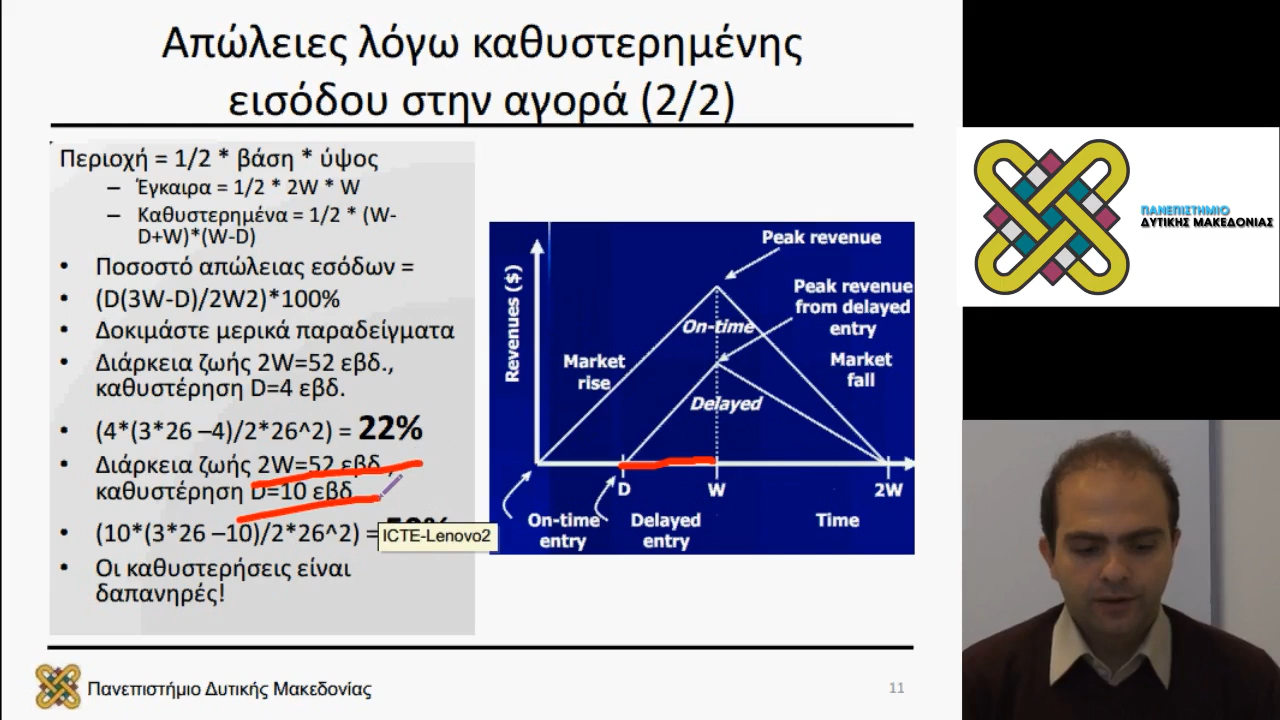 Απώλειες λόγω καθυστερημένης
εισόδου στην αγορά (2/2)
Περιοχή = 1/2 * βάση * ύψος
– Έγκαιρα = 1/2 * 2W * W
– Καθυστερημένα = 1/2 * (W-
D+W)*(W-D)
• Ποσοστό απώλειας εσόδων =
• (D(3W-D)/2W2)*100%
• Δοκιμάστε μερικά παραδείγματα
• Διάρκεια ζωής 2W=52 εβδ.,
καθυστέρηση D=4 εβδ.
• (4*(3*26 –4)/2*26^2) = 22%
• Διάρκεια ζωής 2W=52 εβδ.,
καθυστέρηση D=10 εβδ
• (10*(3*26 –10)/2*26^2) =
ICTE-Lenovo2
• Οι καθυστερήσεις είναι
δαπανηρές!
Revenues ($)
Peak revenue
Peak revenue
from delayed
entry
On-time
Market
rise
Market
fall
Delayed
D
W
2W
On-time
entry
Delayed
entry
Time
Πανεπιστήμιο Δυτικής Μακεδονίας
11
ΠΑΝΕΠΙΣΤΗΜΙΟ
ΔΥΤΙΚΗΣ ΜΑΚΕΔΟΝΙΑΣ